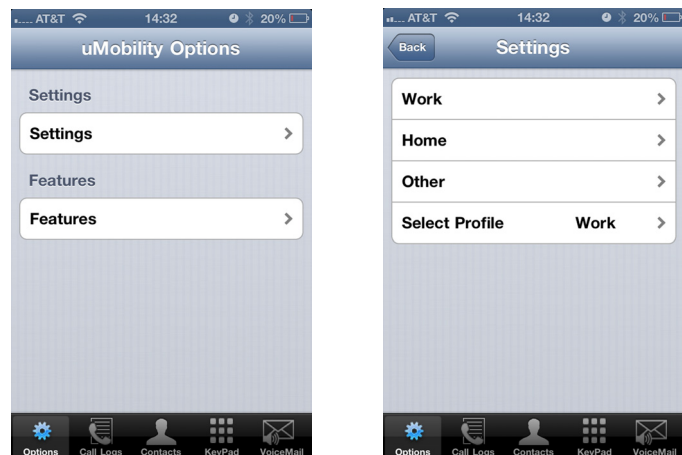 AT&T 14:32 20%
uMobility Options
Settings
Settings
Features
Features
Options Call Logs Contacts KeyPad VoiceMail
AT&T 14:32 20%
Back Settings
Work
Home
Other
Select Profile Work
Options Call Logs Contacts KeyPad VoiceMail